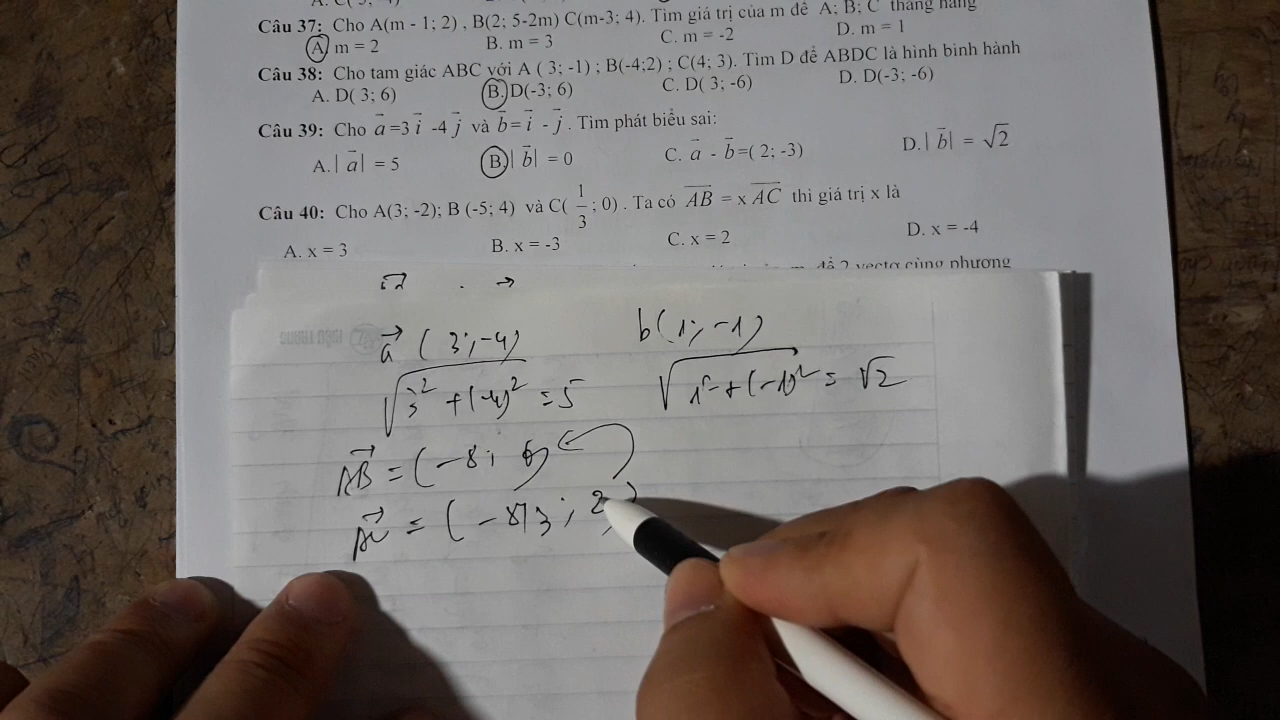 Câu 37: Cho A(m - 1; 2) , B(2; 5-2m) C(m-3; 4). Tìm giá trị của m để A; B; C thẳng hàng
A m = 2 B. m = 3 C. m = -2 D. m = 1
Câu 38: Cho tam giác ABC với A ( 3; -1) ; B(-4;2) ; C(4; 3). Tìm D để ABDC là hình bình hành
A. D( 3; 6) B. D(-3; 6) C. D( 3; -6) D. D(-3; -6)
Câu 39: Cho a⃗ =3 i⃗ -4 j⃗ và b⃗= i⃗ - j⃗ . Tìm phát biểu sai:
A.| a⃗ | = 5 B | b⃗ | = 0 C. a⃗ - b⃗ =( 2; -3) D.| b⃗ | = √2
Câu 40: Cho A(3; -2); B (-5; 4) và C( 1/3 ; 0) . Ta có AB⃗ = x AC⃗ thì giá trị x là
A. x = 3 B. x = -3 C. x = 2 D. x = -4
để 2 vectơ cùng phương
a⃗ ( 3; -4) b(1; -1)
√3² + (-4)² = 5 √1² + (-1)² = √2
AB⃗ = (-8; 6)
AC⃗ = ( -8/3 ; 2)